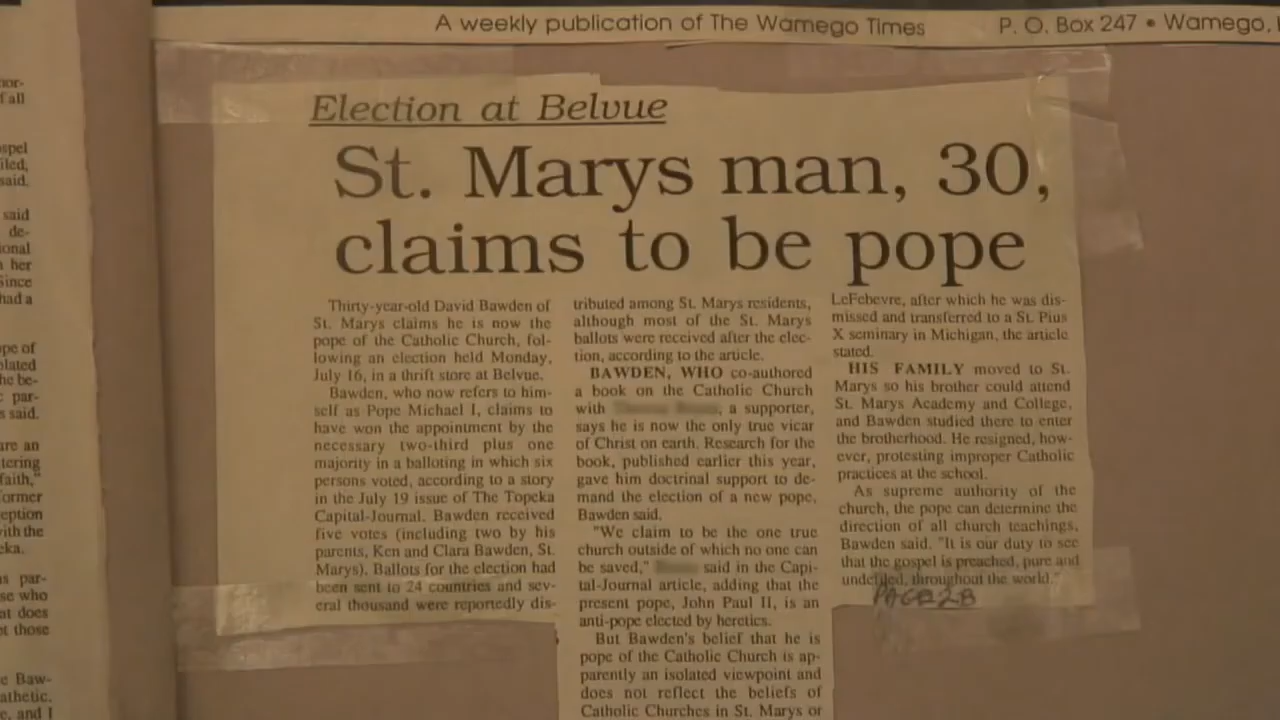 A weekly publication of The Wamego Times P. O. Box 247 • Wamego,
Election at Belvue
St. Marys man, 30,
claims to be pope
Thirty-year-old David Bawden of
St. Marys claims he is now the
pope of the Catholic Church, fol-
lowing an election held Monday,
July 16, in a thrift store at Belvue.
Bawden, who now refers to him-
self as Pope Michael I, claims to
have won the appointment by the
necessary two-third plus one
majority in a balloting in which six
persons voted, according to a story
in the July 19 issue of The Topeka
Capital-Journal. Bawden received
five votes (including two by his
parents, Ken and Clara Bawden, St.
Marys). Ballots for the election had
been sent to 24 countries and sev-
eral thousand were reportedly dis-
tributed among St. Marys residents,
although most of the St. Marys
ballots were received after the elec-
tion, according to the article.
BAWDEN, WHO co-authored
a book on the Catholic Church
with , a supporter,
says he is now the only true vicar
of Christ on earth. Research for the
book, published earlier this year,
gave him doctrinal support to de-
mand the election of a new pope,
Bawden said.
"We claim to be the one true
church outside of which no one can
be saved," said in the Capi-
tal-Journal article, adding that the
present pope, John Paul II, is an
anti-pope elected by heretics.
But Bawden's belief that he is
pope of the Catholic Church is ap-
parently an isolated viewpoint and
does not reflect the beliefs of
Catholic Churches in St. Marys or
LeFebevre, after which he was dis-
missed and transferred to a St. Pius
X seminary in Michigan, the article
stated.
HIS FAMILY moved to St.
Marys so his brother could attend
St. Marys Academy and College,
and Bawden studied there to enter
the brotherhood. He resigned, how-
ever, protesting improper Catholic
practices at the school.
As supreme authority of the
church, the pope can determine the
direction of all church teachings,
Bawden said. "It is our duty to see
that the gospel is preached, pure and
undefiled, throughout the world."
PAGE 2B